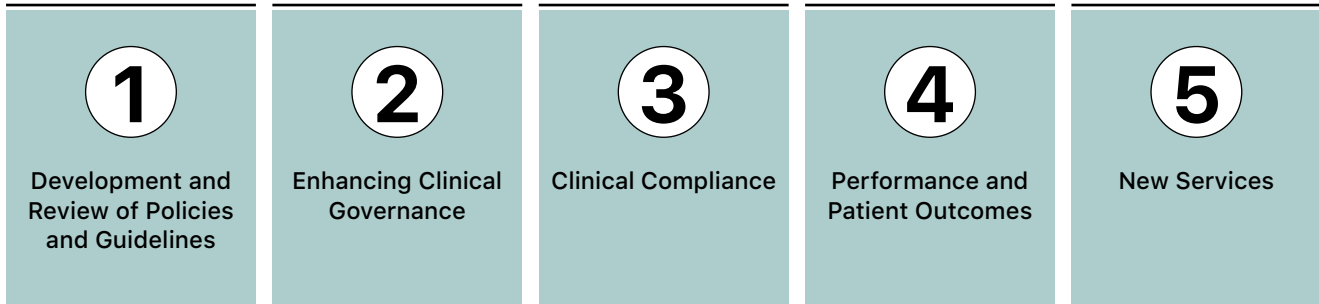 1
Development and
Review of Policies
and Guidelines
2
Enhancing Clinical
Governance
3
Clinical Compliance
4
Performance and
Patient Outcomes
5
New Services